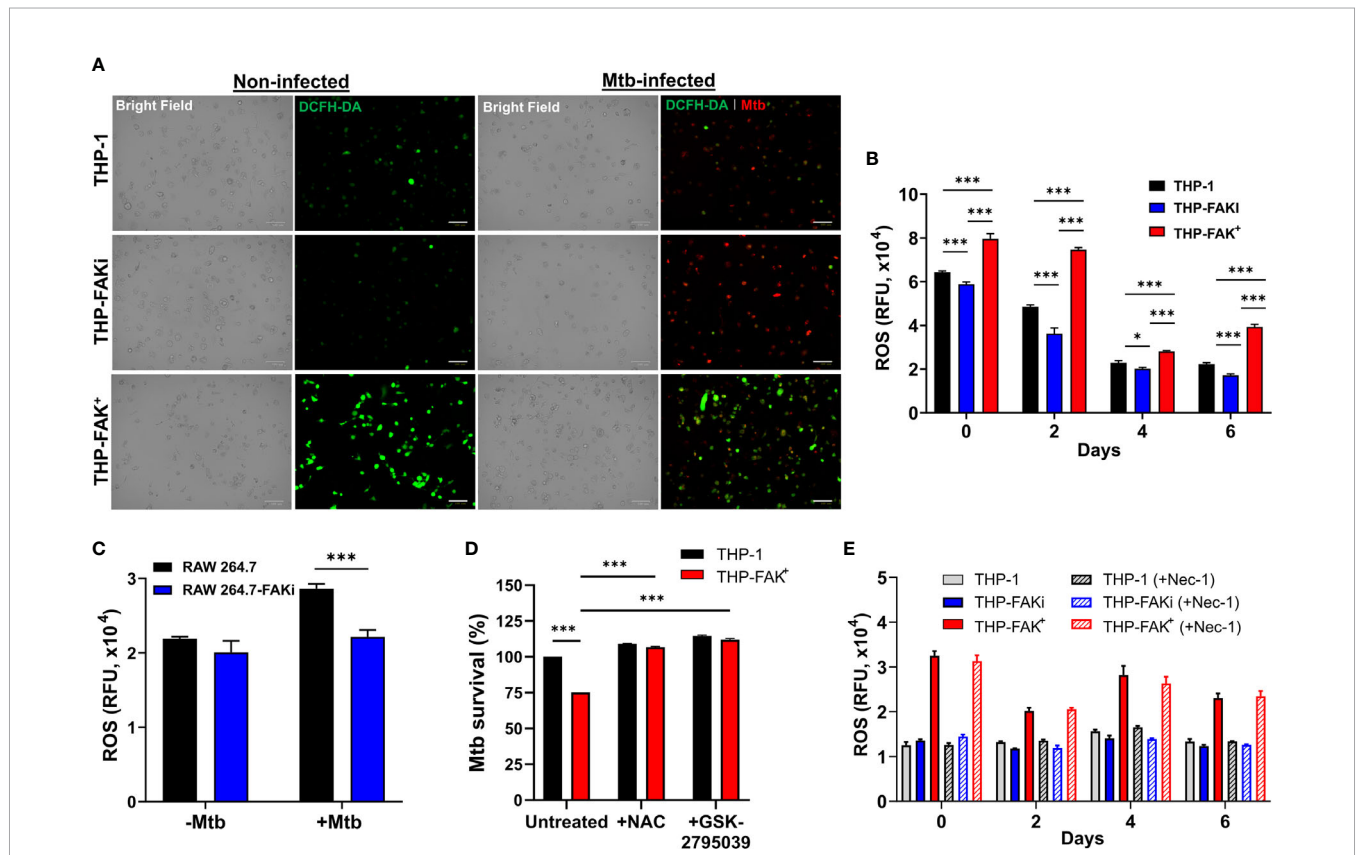 A
Non-infected
Mtb-infected
Bright Field
DCFH-DA
Bright Field
DCFH-DA | Mtb
THP-1
THP-FAKi
THP-FAK+
B
ROS (RFU, x10⁴)
10
8
6
4
2
0
*** *** ***
*** *** ***
*** * ***
*** *** ***
THP-1
THP-FAKI
THP-FAK+
0 2 4 6
Days
C
ROS (RFU, x10⁴)
3
2
1
0
RAW 264.7
RAW 264.7-FAKi
***
-Mtb +Mtb
D
THP-1
THP-FAK+
Mtb survival (%)
150
125
100
75
50
25
0
***
***
***
Untreated +NAC +GSK-
2795039
E
ROS (RFU, x10⁴)
5
4
3
2
1
0
THP-1 THP-1 (+Nec-1)
THP-FAKi THP-FAKi (+Nec-1)
THP-FAK+ THP-FAK+ (+Nec-1)
0 2 4 6
Days